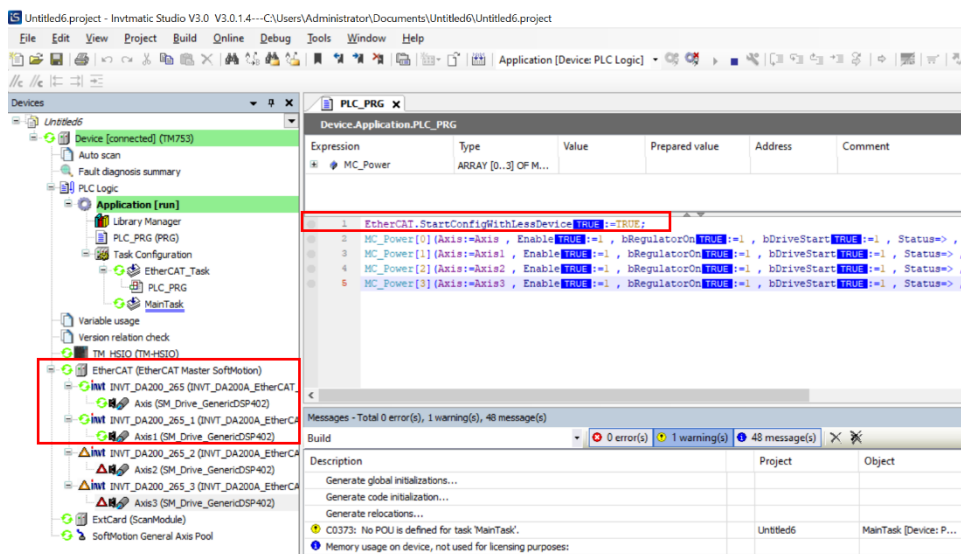 Untitled6.project - Invtmatic Studio V3.0 V3.0.1.4---C:\Users\Administrator\Documents\Untitled6\Untitled6.project
File Edit View Project Build Online Debug Tools Window Help
Application [Device: PLC Logic]
Devices
Untitled6
Device [connected] (TM753)
Auto scan
Fault diagnosis summary
PLC Logic
Application [run]
Library Manager
PLC_PRG (PRG)
Task Configuration
EtherCAT_Task
PLC_PRG
MainTask
Variable usage
Version relation check
TM_HSIO (TM-HSIO)
EtherCAT (EtherCAT Master SoftMotion)
invt INVT_DA200_265 (INVT_DA200A_EtherCAT_
Axis (SM_Drive_GenericDSP402)
invt INVT_DA200_265_1 (INVT_DA200A_EtherCA
Axis1 (SM_Drive_GenericDSP402)
invt INVT_DA200_265_2 (INVT_DA200A_EtherCA
Axis2 (SM_Drive_GenericDSP402)
invt INVT_DA200_265_3 (INVT_DA200A_EtherCA
Axis3 (SM_Drive_GenericDSP402)
ExtCard (ScanModule)
SoftMotion General Axis Pool
PLC_PRG
Device.Application.PLC_PRG
Expression Type Value Prepared value Address Comment
MC_Power ARRAY [0..3] OF M...
1 EtherCAT.StartConfigWithLessDevice TRUE :=TRUE;
2 MC_Power[0](Axis:=Axis , Enable TRUE :=1 , bRegulatorOn TRUE :=1 , bDriveStart TRUE :=1 , Status=> ,
3 MC_Power[1](Axis:=Axis1 , Enable TRUE :=1 , bRegulatorOn TRUE :=1 , bDriveStart TRUE :=1 , Status=> ,
4 MC_Power[2](Axis:=Axis2 , Enable TRUE :=1 , bRegulatorOn TRUE :=1 , bDriveStart TRUE :=1 , Status=> ,
5 MC_Power[3](Axis:=Axis3 , Enable TRUE :=1 , bRegulatorOn TRUE :=1 , bDriveStart TRUE :=1 , Status=> ,
Messages - Total 0 error(s), 1 warning(s), 48 message(s)
Build 0 error(s) 1 warning(s) 48 message(s)
Description Project Object
Generate global initializations...
Generate code initialization...
Generate relocations...
C0373: No POU is defined for task 'MainTask'. Untitled6 MainTask [Device: P...
Memory usage on device, not used for licensing purposes: